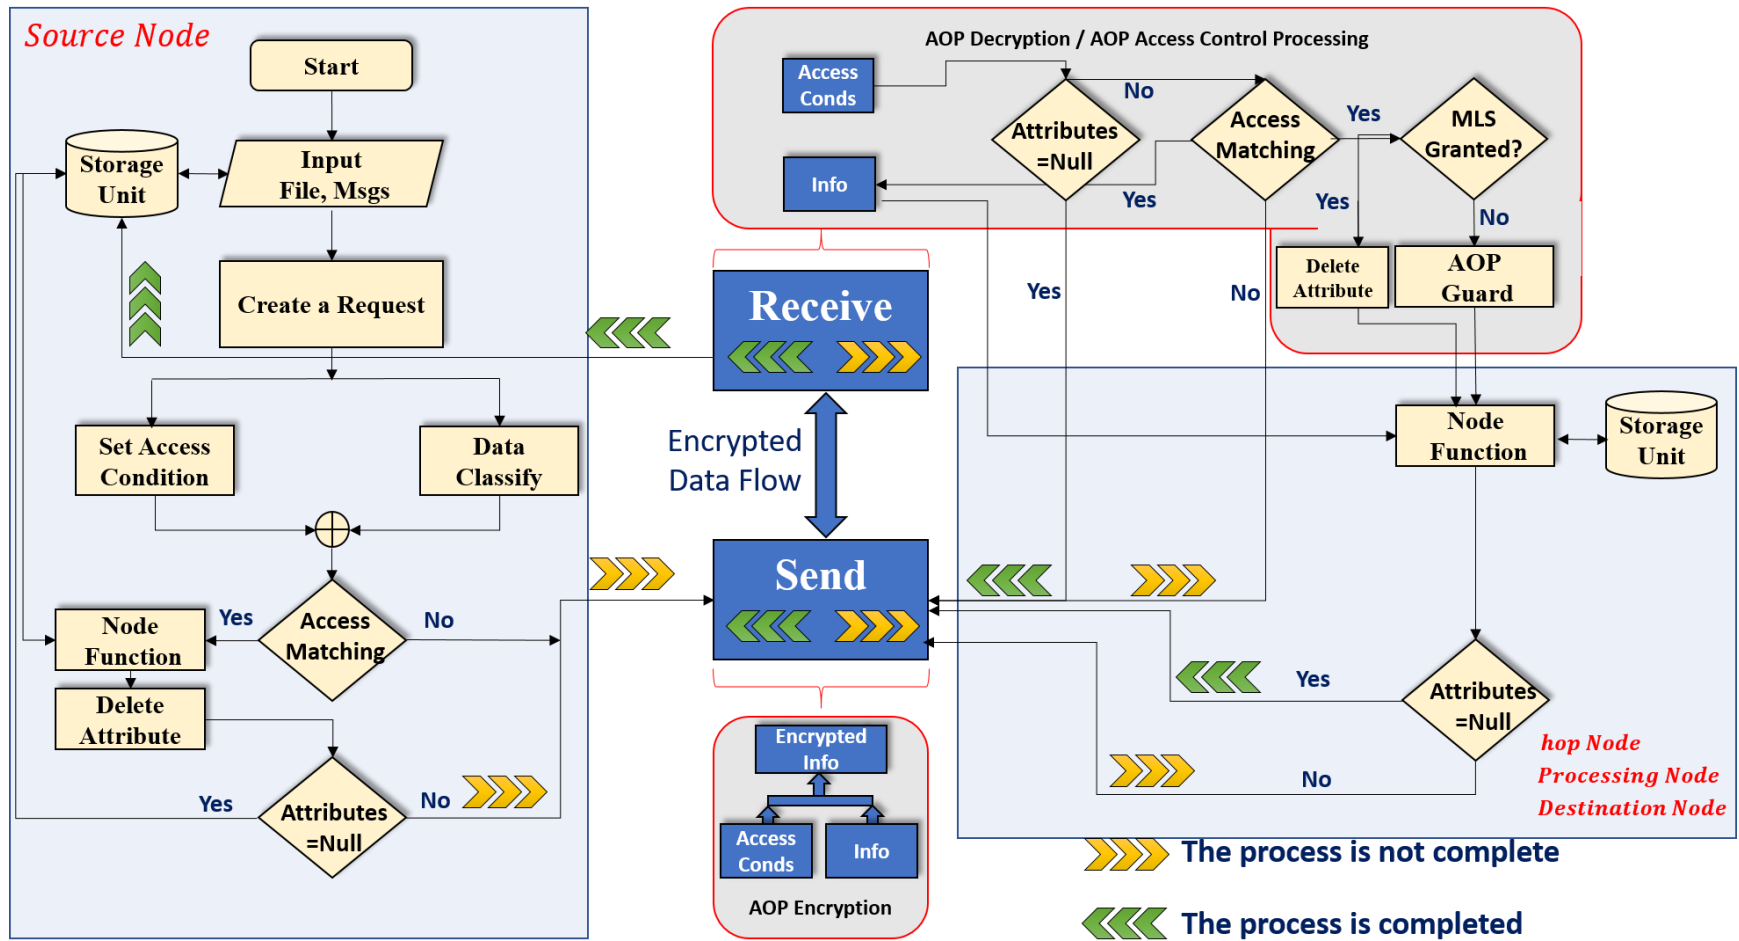 Source Node
Start
Storage
Unit
Input
File, Msgs
Create a Request
Set Access
Condition
Data
Classify
Access
Matching
Yes
No
Node
Function
Delete
Attribute
Attributes
=Null
Yes
No
AOP Decryption / AOP Access Control Processing
Access
Conds
Info
Attributes
=Null
No
Access
Matching
Yes
MLS
Granted?
Yes
Yes
No
Delete
Attribute
AOP
Guard
Yes
No
Receive
Encrypted
Data Flow
Send
Encrypted
Info
Access
Conds
Info
AOP Encryption
Node
Function
Storage
Unit
Attributes
=Null
Yes
No
hop Node
Processing Node
Destination Node
The process is not complete
The process is completed